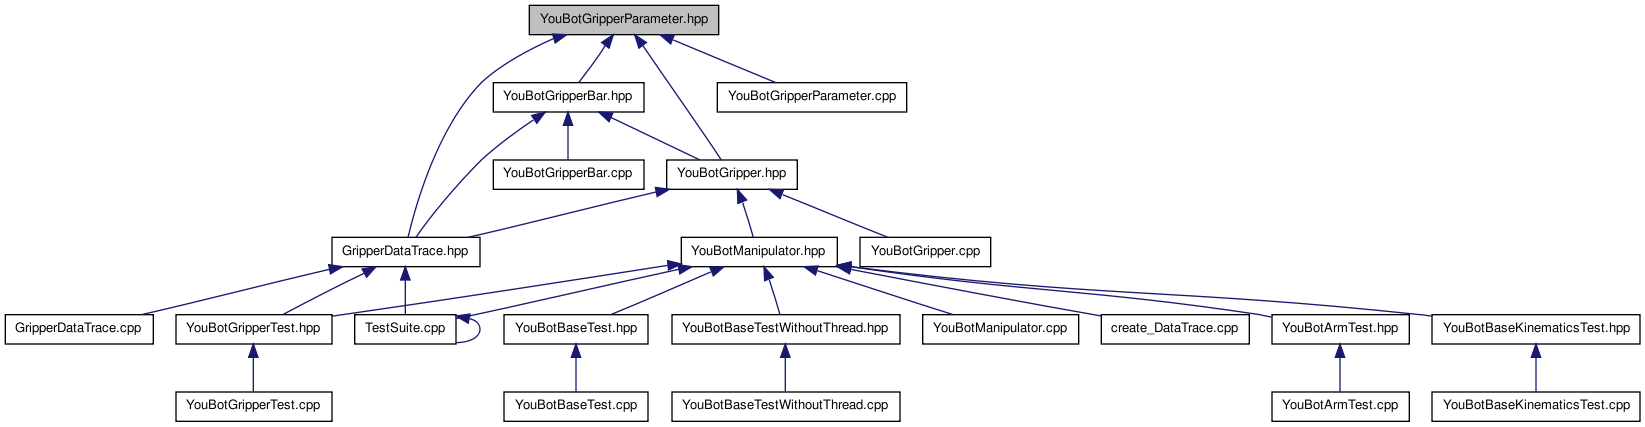 YouBotGripperParameter.hpp
YouBotGripperBar.hpp
YouBotGripperParameter.cpp
YouBotGripperBar.cpp
YouBotGripper.hpp
GripperDataTrace.hpp
YouBotManipulator.hpp
YouBotGripper.cpp
GripperDataTrace.cpp
YouBotGripperTest.hpp
TestSuite.cpp
YouBotBaseTest.hpp
YouBotBaseTestWithoutThread.hpp
YouBotManipulator.cpp
create_DataTrace.cpp
YouBotArmTest.hpp
YouBotBaseKinematicsTest.hpp
YouBotGripperTest.cpp
YouBotBaseTest.cpp
YouBotBaseTestWithoutThread.cpp
YouBotArmTest.cpp
YouBotBaseKinematicsTest.cpp